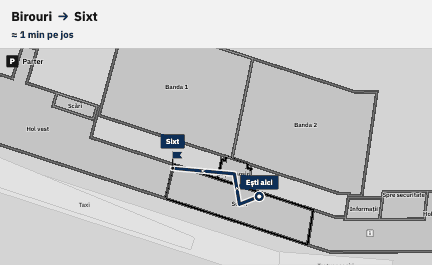 Birouri → Sixt
≈ 1 min pe jos
P Parter
Scări
Banda 1
Banda 2
Hol vest
Sixt
Ești aici
Taxi
Informații
Spre securitate